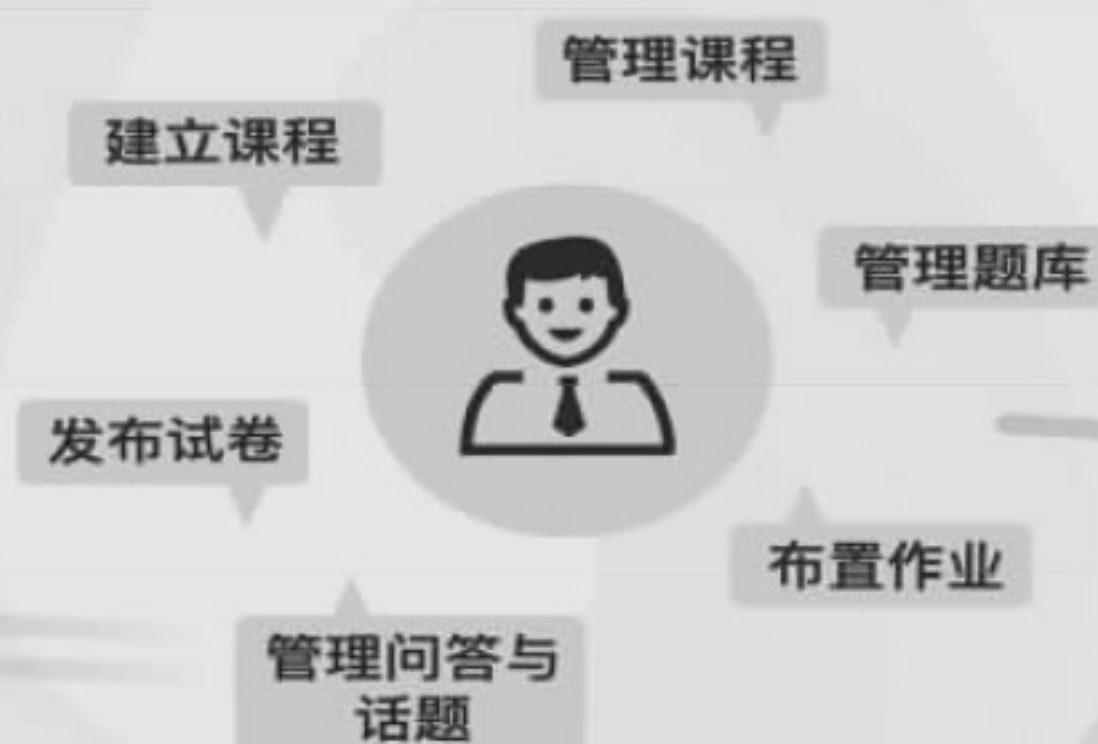 管理课程
建立课程
管理题库
发布试卷
布置作业
管理问答与
话题